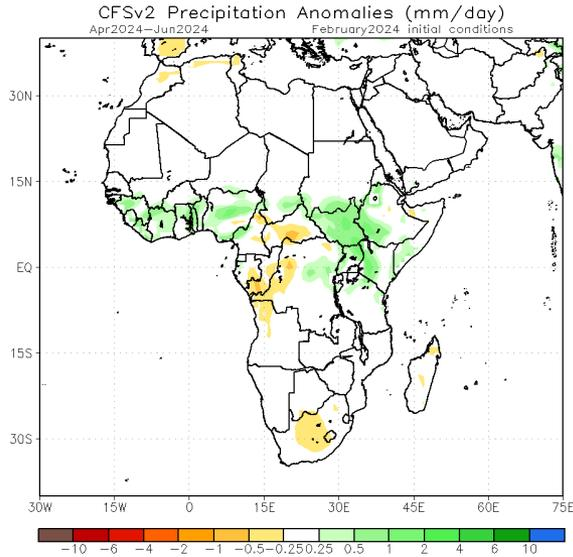 CFSv2 Precipitation Anomalies (mm/day)
Apr2024–Jun2024 February2024 initial conditions
30N
15N
EQ
15S
30S
30W 15W 0 15E 30E 45E 60E 75E
−10 −6 −4 −2 −1 −0.5 −0.25 0.25 0.5 1 2 4 6 10